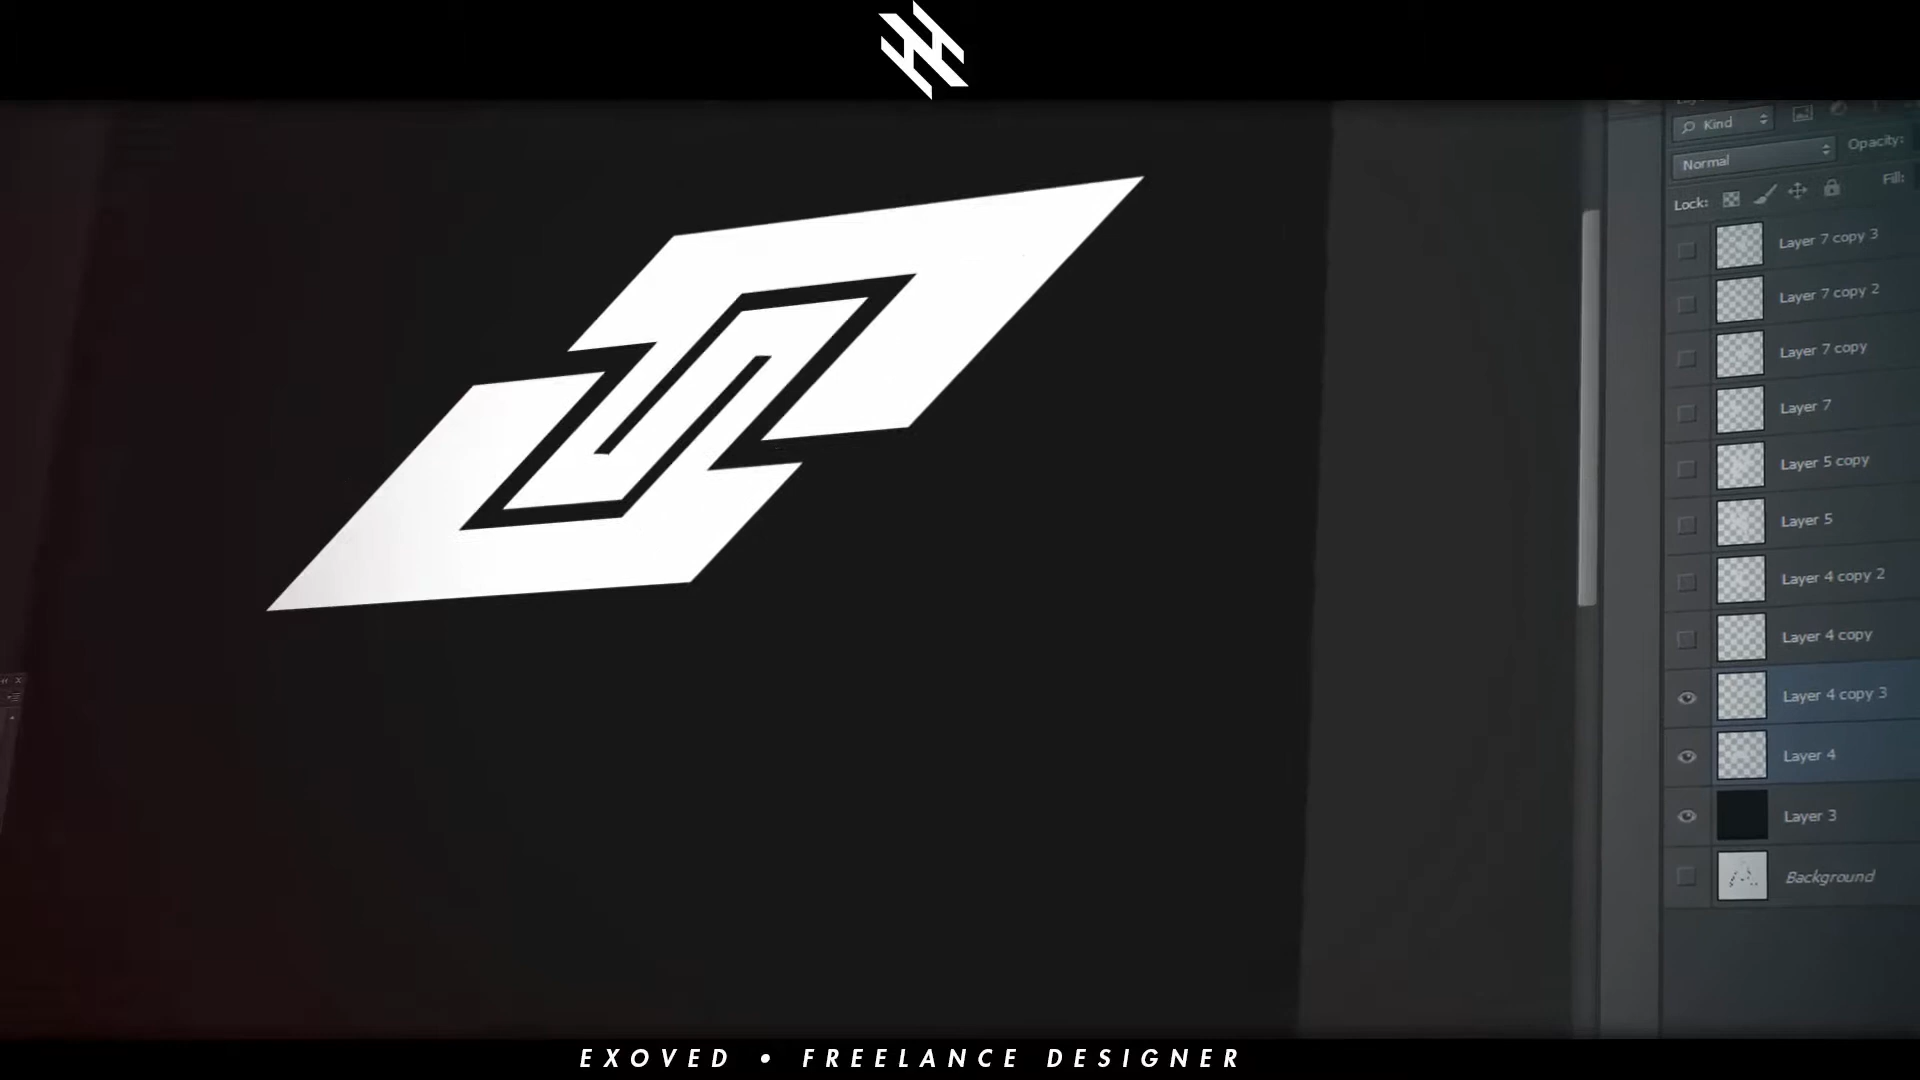 Kind
Normal
Opacity:
Lock:
Fill:
Layer 7 copy 3
Layer 7 copy 2
Layer 7 copy
Layer 7
Layer 5 copy
Layer 5
Layer 4 copy 2
Layer 4 copy
Layer 4 copy 3
Layer 4
Layer 3
Background
EXOVED • FREELANCE DESIGNER